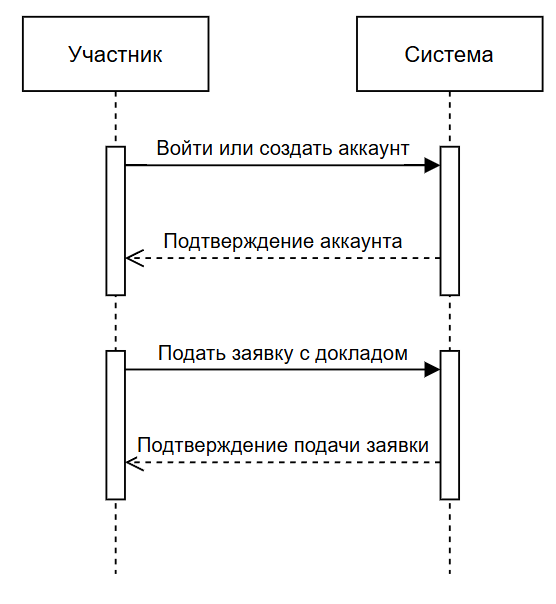 Участник
Система
Войти или создать аккаунт
Подтверждение аккаунта
Подать заявку с докладом
Подтверждение подачи заявки